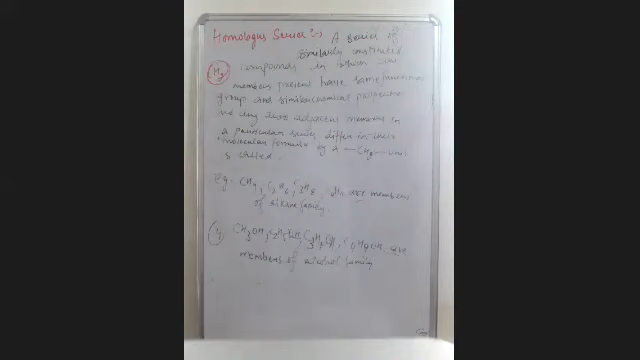 Homologus Series :-) A series of
similarly constituted
H.S compounds in which the
members present have same functional
group and similar chemical properties
and any two adjacent members in
a particular series differ in their
molecular formula by a —CH2— unit
is called.
eg- CH4, C2H6, C3H8, are members
of alkane family.
CH3OH, C2H5OH, C3H7OH, C4H9OH are
members of alcohol family